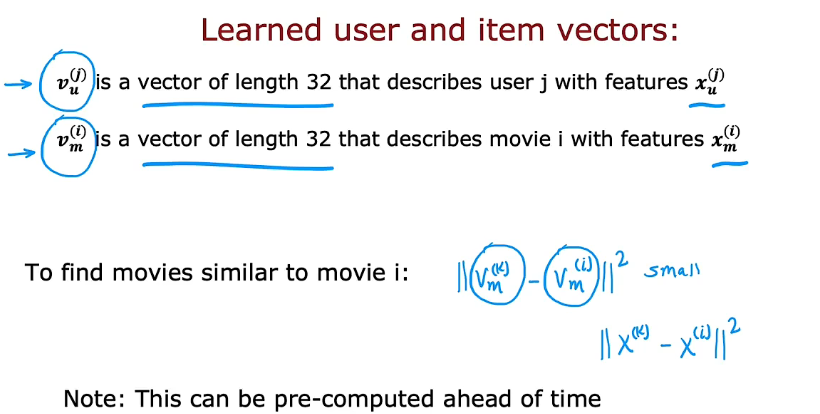 Learned user and item vectors:
v_u^(j) is a vector of length 32 that describes user j with features x_u^(j)
v_m^(i) is a vector of length 32 that describes movie i with features x_m^(i)
To find movies similar to movie i: ||v_m^(k) - v_m^(i)||^2 small
||x^(k) - x^(i)||^2
Note: This can be pre-computed ahead of time